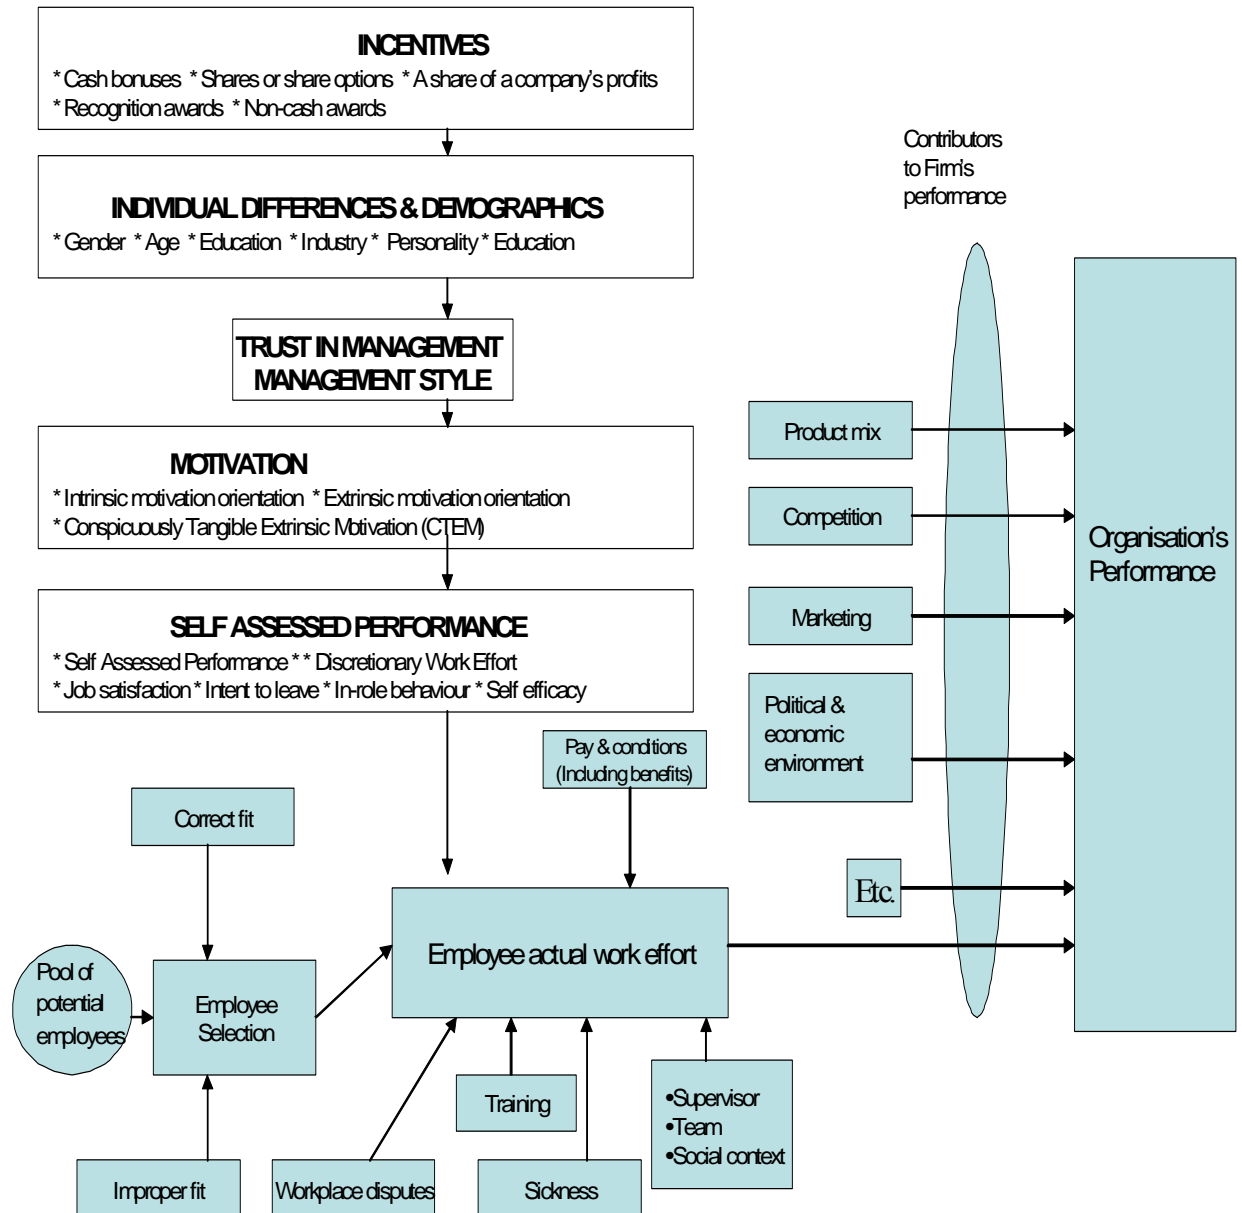 INCENTIVES
* Cash bonuses * Shares or share options * A share of a company's profits
* Recognition awards * Non-cash awards
INDIVIDUAL DIFFERENCES & DEMOGRAPHICS
* Gender * Age * Education * Industry * Personality * Education
TRUST IN MANAGEMENT
MANAGEMENT STYLE
MOTIVATION
* Intrinsic motivation orientation * Extrinsic motivation orientation
* Conspicuously Tangible Extrinsic Motivation (CTEM)
SELF ASSESSED PERFORMANCE
* Self Assessed Performance * * Discretionary Work Effort
* Job satisfaction * Intent to leave * In-role behaviour * Self efficacy
Pay & conditions
(Including benefits)
Correct fit
Pool of
potential
employees
Employee
Selection
Improper fit
Employee actual work effort
Workplace disputes
Training
Sickness
•Supervisor
•Team
•Social context
Contributors
to Firm's
performance
Product mix
Competition
Marketing
Political &
economic
environment
Etc.
Organisation's
Performance